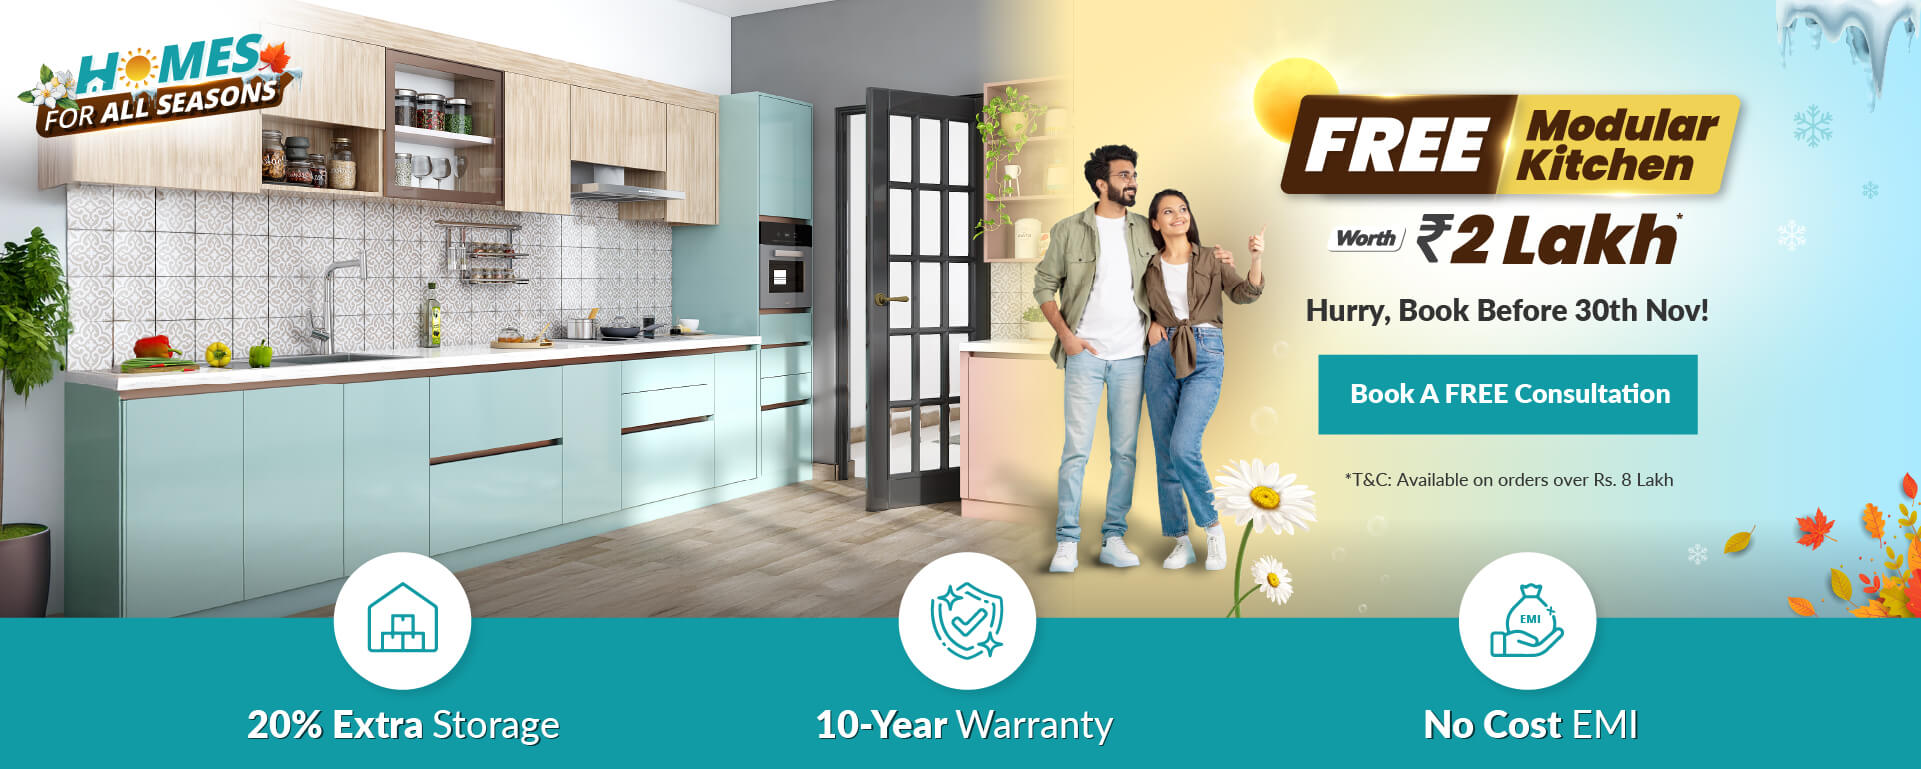 HOMES
FOR ALL SEASONS
FREE
Modular
Kitchen
Worth ₹2 Lakh*
Hurry, Book Before 30th Nov!
Book A FREE Consultation
*T&C: Available on orders over Rs. 8 Lakh
EMI
20% Extra Storage
10-Year Warranty
No Cost EMI